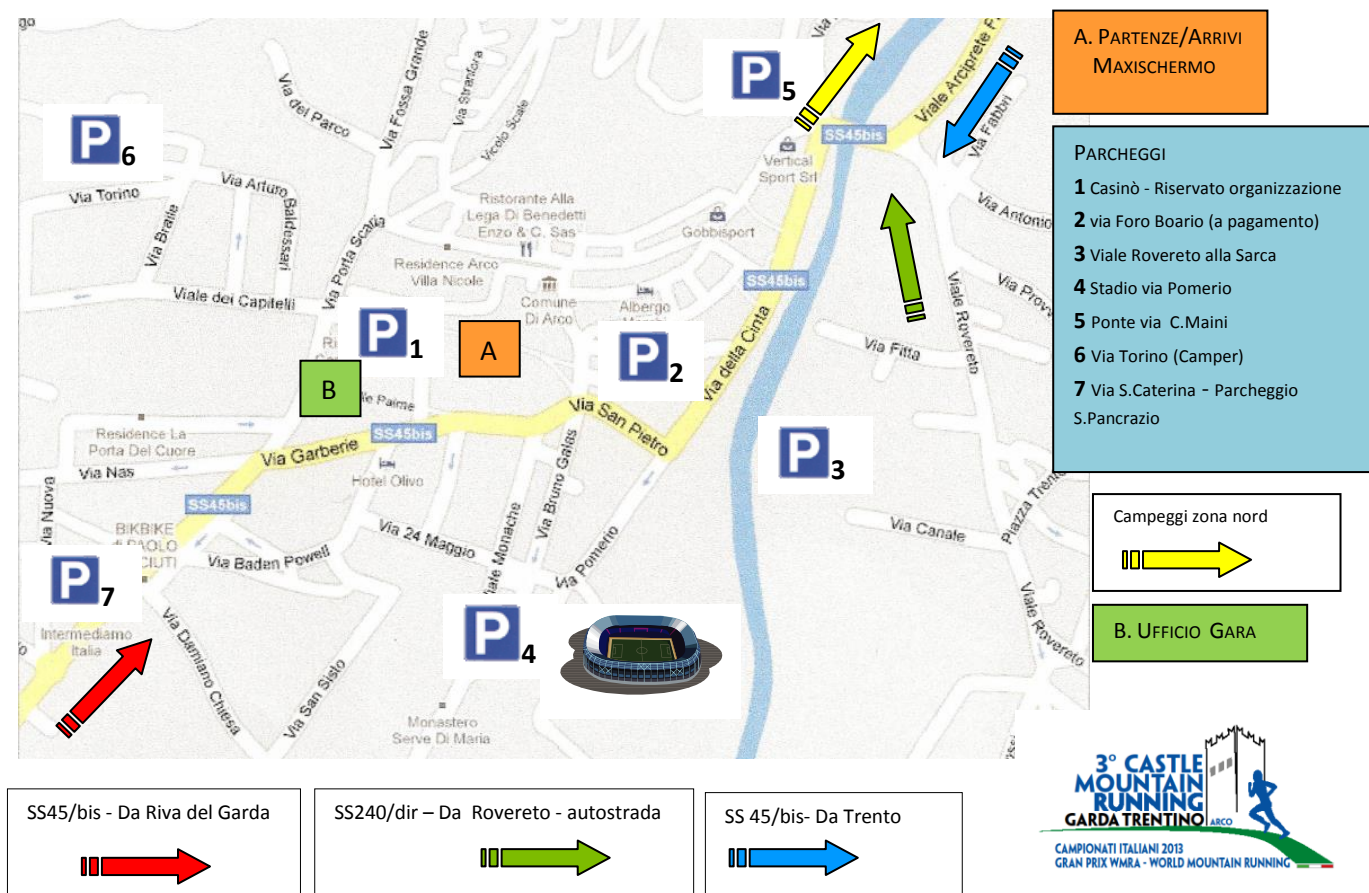 go
Via del Parco
Via Fossa Grande
Via Stranfora
Vicolo Scale
P 5
Viale Arciprete
Via Fabbri
SS45bis
P 6
Via Torino
Via Arturo
Baldessari
Via Braile
Viale dei Capitelli
Via Porta Scaria
Ristorante Alla
Lega Di Benedetti
Enzo & C. Sas
Vertical
Sport Srl
Gobbisport
Residence Arco
Villa Nicole
Comune
Di Arco
Albergo
SS45bis
Via Antonio
Via Provv
P 1
A
P 2
B
Via della Cinta
Via Fitta
Viale Rovereto
Residence La
Porta Del Cuore
Via Nas
Via Garberie
SS45bis
Hotel Olivo
Via San Pietro
Via Bruno Galas
P 3
Via Nuova
SS45bis
BIKBIKE
Via Baden Powell
Via 24 Maggio
Via Pomerio
Via Canale
Piazza Trento
P 7
Intermediamo
Italia
Via Damiano Chiesa
Via San Sisto
P 4
Monastero
Serve Di Maria
Viale Rovereto
A. PARTENZE/ARRIVI
MAXISCHERMO
PARCHEGGI
1 Casinò - Riservato organizzazione
2 via Foro Boario (a pagamento)
3 Viale Rovereto alla Sarca
4 Stadio via Pomerio
5 Ponte via C.Maini
6 Via Torino (Camper)
7 Via S.Caterina - Parcheggio
S.Pancrazio
Campeggi zona nord
B. UFFICIO GARA
3° CASTLE
MOUNTAIN
RUNNING
GARDA TRENTINO ARCO
CAMPIONATI ITALIANI 2013
GRAN PRIX WMRA - WORLD MOUNTAIN RUNNING
SS45/bis - Da Riva del Garda
SS240/dir – Da Rovereto - autostrada
SS 45/bis- Da Trento